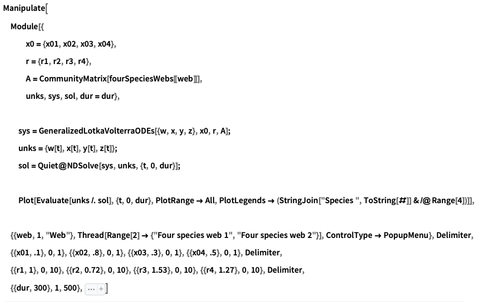 Manipulate[
Module[{
x0 = {x01, x02, x03, x04},
r = {r1, r2, r3, r4},
A = CommunityMatrix[fourSpeciesWebs[[web]]],
unks, sys, sol, dur = dur},
sys = GeneralizedLotkaVolterraODEs[{w, x, y, z}, x0, r, A];
unks = {w[t], x[t], y[t], z[t]};
sol = Quiet@NDSolve[sys, unks, {t, 0, dur}];
Plot[Evaluate[unks /. sol], {t, 0, dur}, PlotRange → All, PlotLegends → (StringJoin["Species ", ToString[#]] & /@ Range[4])]],
{{web, 1, "Web"}, Thread[Range[2] → {"Four species web 1", "Four species web 2"}], ControlType → PopupMenu}, Delimiter,
{{x01, .1}, 0, 1}, {{x02, .8}, 0, 1}, {{x03, .3}, 0, 1}, {{x04, .5}, 0, 1}, Delimiter,
{{r1, 1}, 0, 10}, {{r2, 0.72}, 0, 10}, {{r3, 1.53}, 0, 10}, {{r4, 1.27}, 0, 10}, Delimiter,
{{dur, 300}, 1, 500}, ... +]